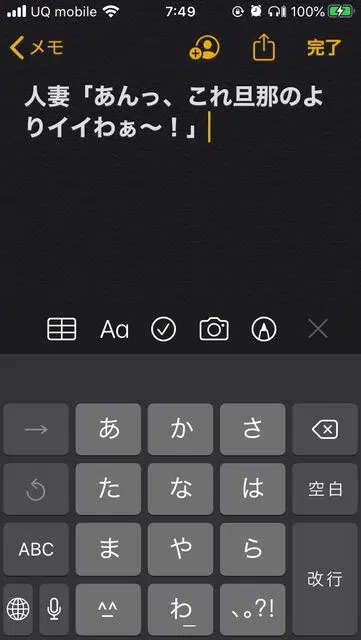 UQ mobile 7:49 100%
メモ 完了
人妻「あんっ、これ旦那のよ
りイイわぁ〜！」
Aa
→ あ か さ
た な は 空白
ABC ま や ら
^^ わ_ 、。?! 改行